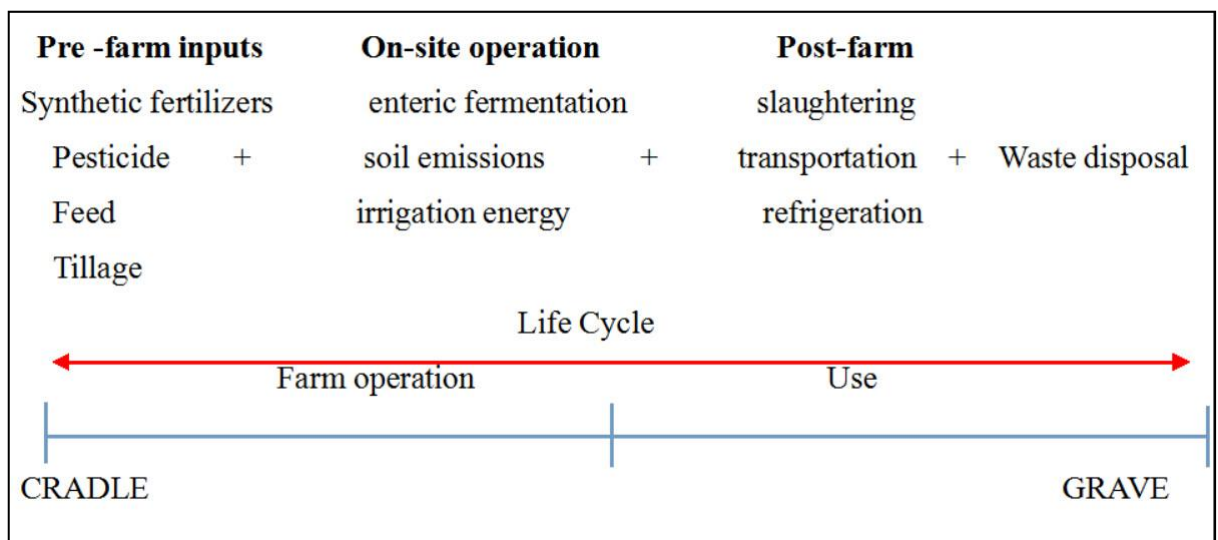 Pre -farm inputs On-site operation Post-farm
Synthetic fertilizers enteric fermentation slaughtering
Pesticide + soil emissions + transportation + Waste disposal
Feed irrigation energy refrigeration
Tillage
Life Cycle
Farm operation Use
CRADLE GRAVE